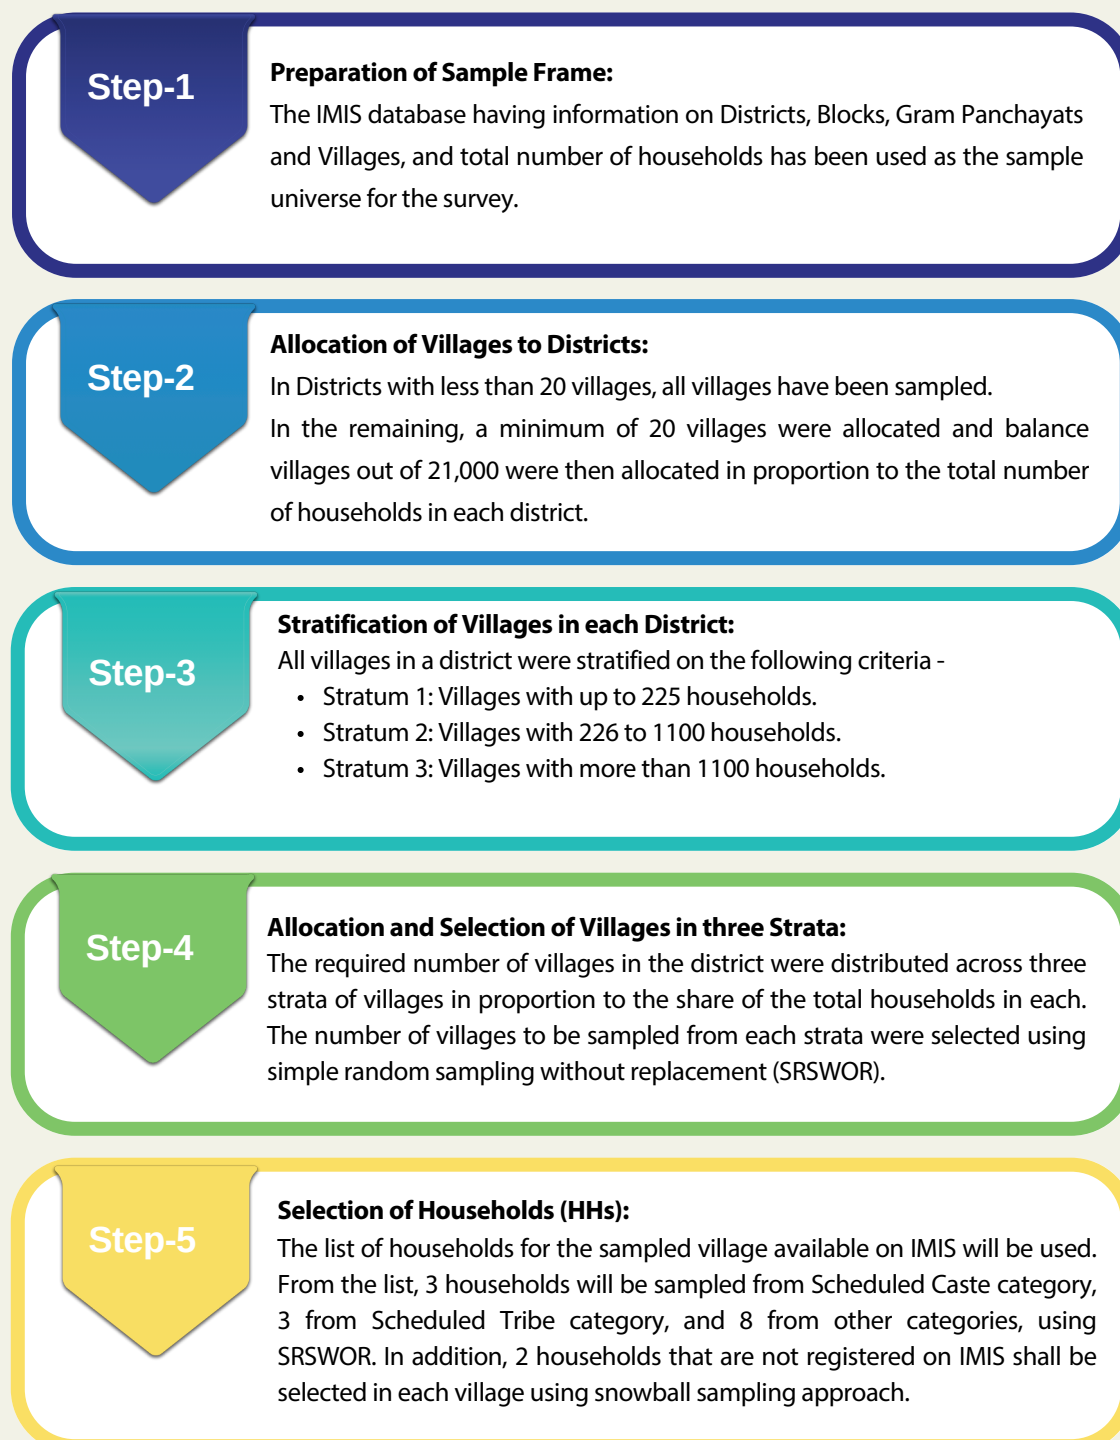 Step-1
Preparation of Sample Frame:
The IMIS database having information on Districts, Blocks, Gram Panchayats
and Villages, and total number of households has been used as the sample
universe for the survey.
Step-2
Allocation of Villages to Districts:
In Districts with less than 20 villages, all villages have been sampled.
In the remaining, a minimum of 20 villages were allocated and balance
villages out of 21,000 were then allocated in proportion to the total number
of households in each district.
Step-3
Stratification of Villages in each District:
All villages in a district were stratified on the following criteria -
• Stratum 1: Villages with up to 225 households.
• Stratum 2: Villages with 226 to 1100 households.
• Stratum 3: Villages with more than 1100 households.
Step-4
Allocation and Selection of Villages in three Strata:
The required number of villages in the district were distributed across three
strata of villages in proportion to the share of the total households in each.
The number of villages to be sampled from each strata were selected using
simple random sampling without replacement (SRSWOR).
Step-5
Selection of Households (HHs):
The list of households for the sampled village available on IMIS will be used.
From the list, 3 households will be sampled from Scheduled Caste category,
3 from Scheduled Tribe category, and 8 from other categories, using
SRSWOR. In addition, 2 households that are not registered on IMIS shall be
selected in each village using snowball sampling approach.